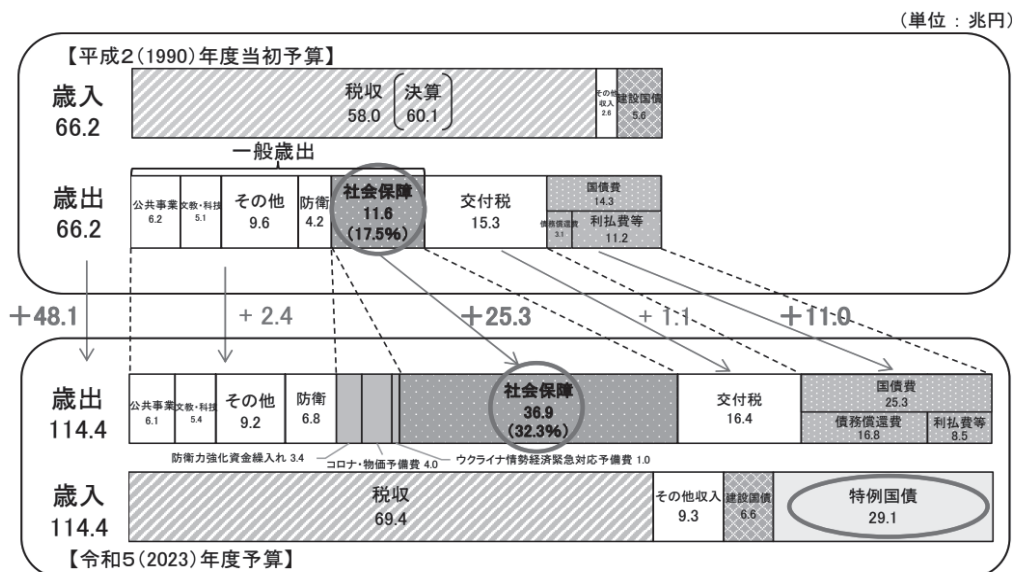 (単位：兆円)
【平成２(1990)年度当初予算】
歳入
66.2
税収
58.0
決算
60.1
その他
収入
2.6
建設国債
5.6
一般歳出
歳出
66.2
公共事業
6.2
文教・科技
5.1
その他
9.6
防衛
4.2
社会保障
11.6
(17.5%)
交付税
15.3
国債費
14.3
債務償還費
3.1
利払費等
11.2
＋48.1
+ 2.4
＋25.3
+ 1.1
＋11.0
歳出
114.4
公共事業
6.1
文教・科技
5.4
その他
9.2
防衛
6.8
社会保障
36.9
(32.3%)
交付税
16.4
国債費
25.3
債務償還費
16.8
利払費等
8.5
防衛力強化資金繰入れ 3.4
コロナ・物価予備費 4.0
ウクライナ情勢経済緊急対応予備費 1.0
歳入
114.4
税収
69.4
その他収入
9.3
建設国債
6.6
特例国債
29.1
【令和５(2023)年度予算】